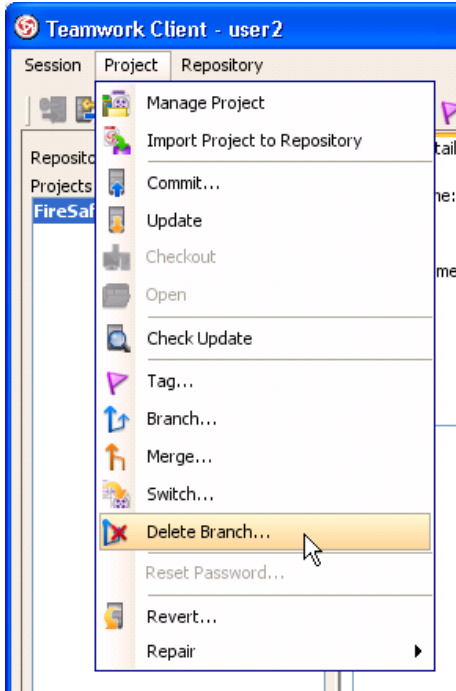 Teamwork Client - user2
Session Project Repository
Manage Project
Import Project to Repository
Commit...
Update
Checkout
Open
Check Update
Tag...
Branch...
Merge...
Switch...
Delete Branch...
Reset Password...
Revert...
Repair
Projects